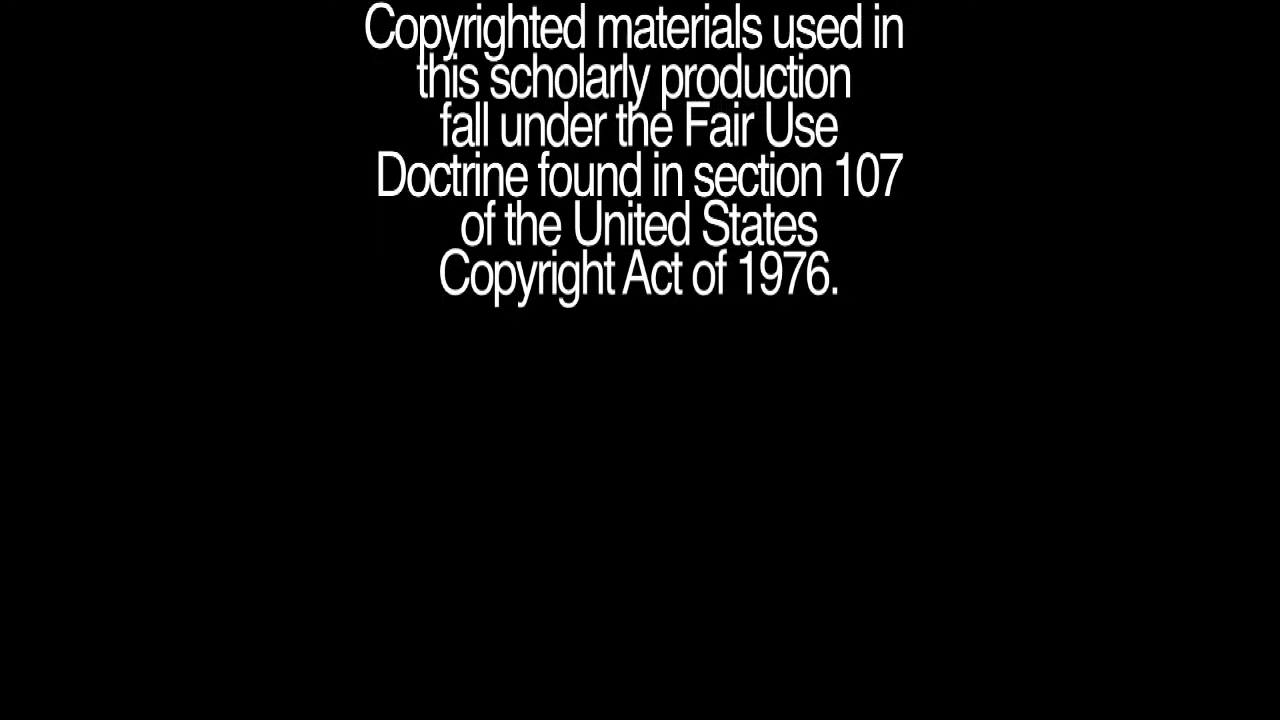 Copyrighted materials used in
this scholarly production
fall under the Fair Use
Doctrine found in section 107
of the United States
Copyright Act of 1976.